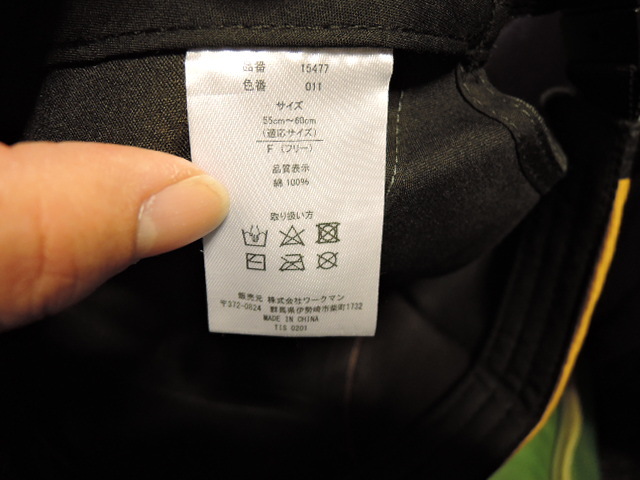 品番 15477
色番 011
サイズ
55cm～60cm
(適応サイズ)
F (フリー)
品質表示
綿 100%
取り扱い方
販売元 株式会社ワークマン
〒372-0824 群馬県伊勢崎市柴町1732
MADE IN CHINA
TIS 0201